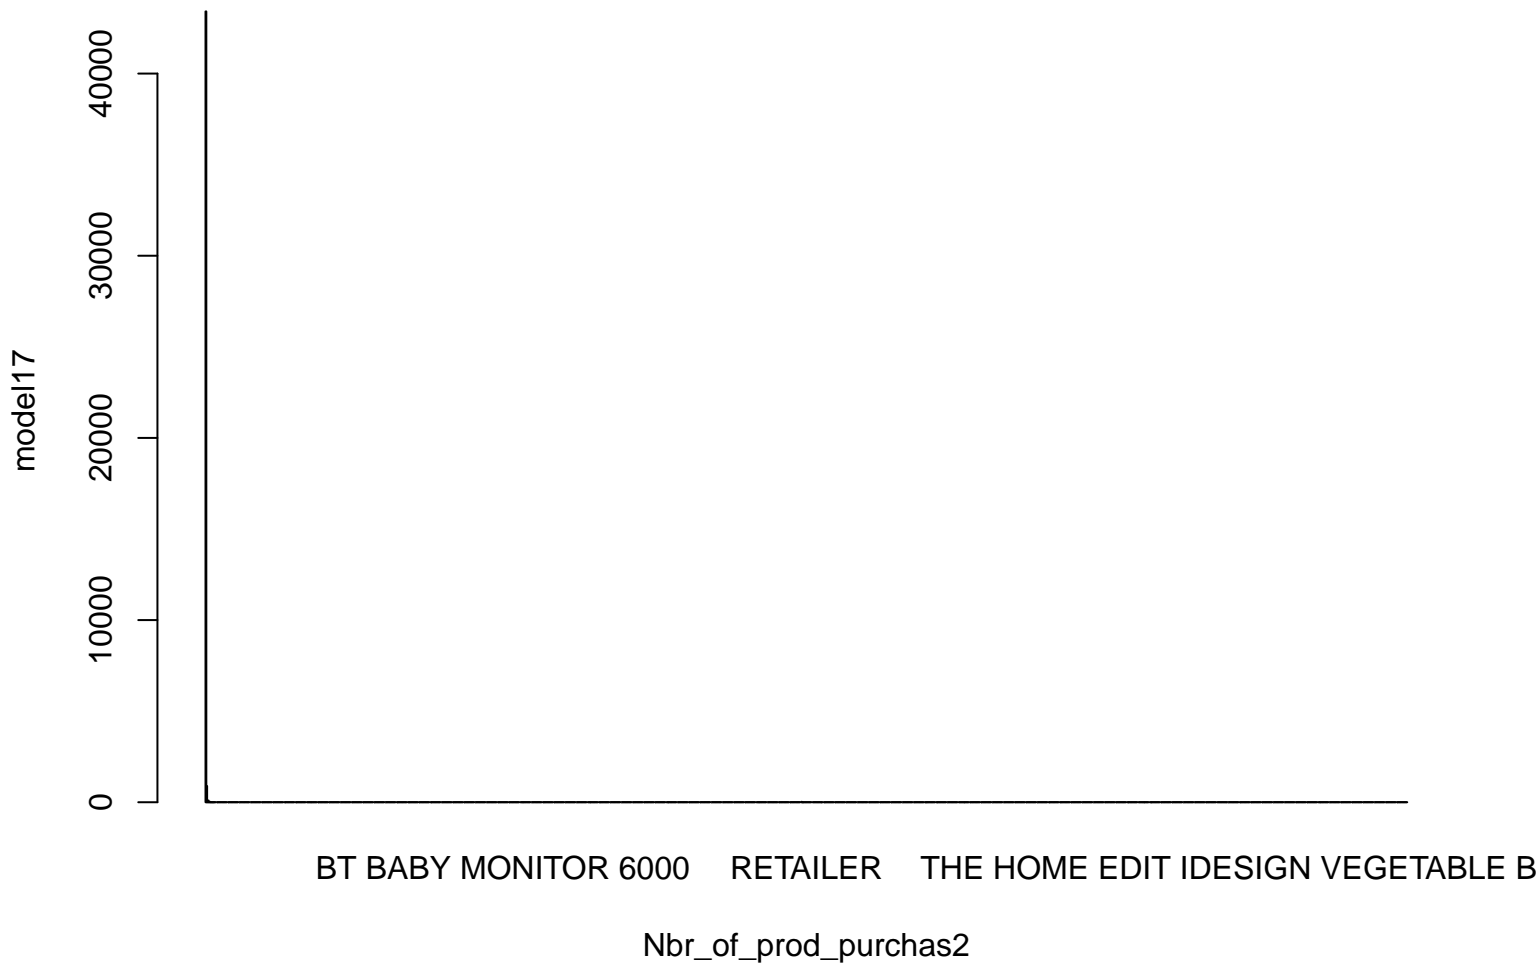 40000
30000
20000
10000
0
model17
BT BABY MONITOR 6000 RETAILER THE HOME EDIT IDESIGN VEGETABLE B
Nbr_of_prod_purchas2